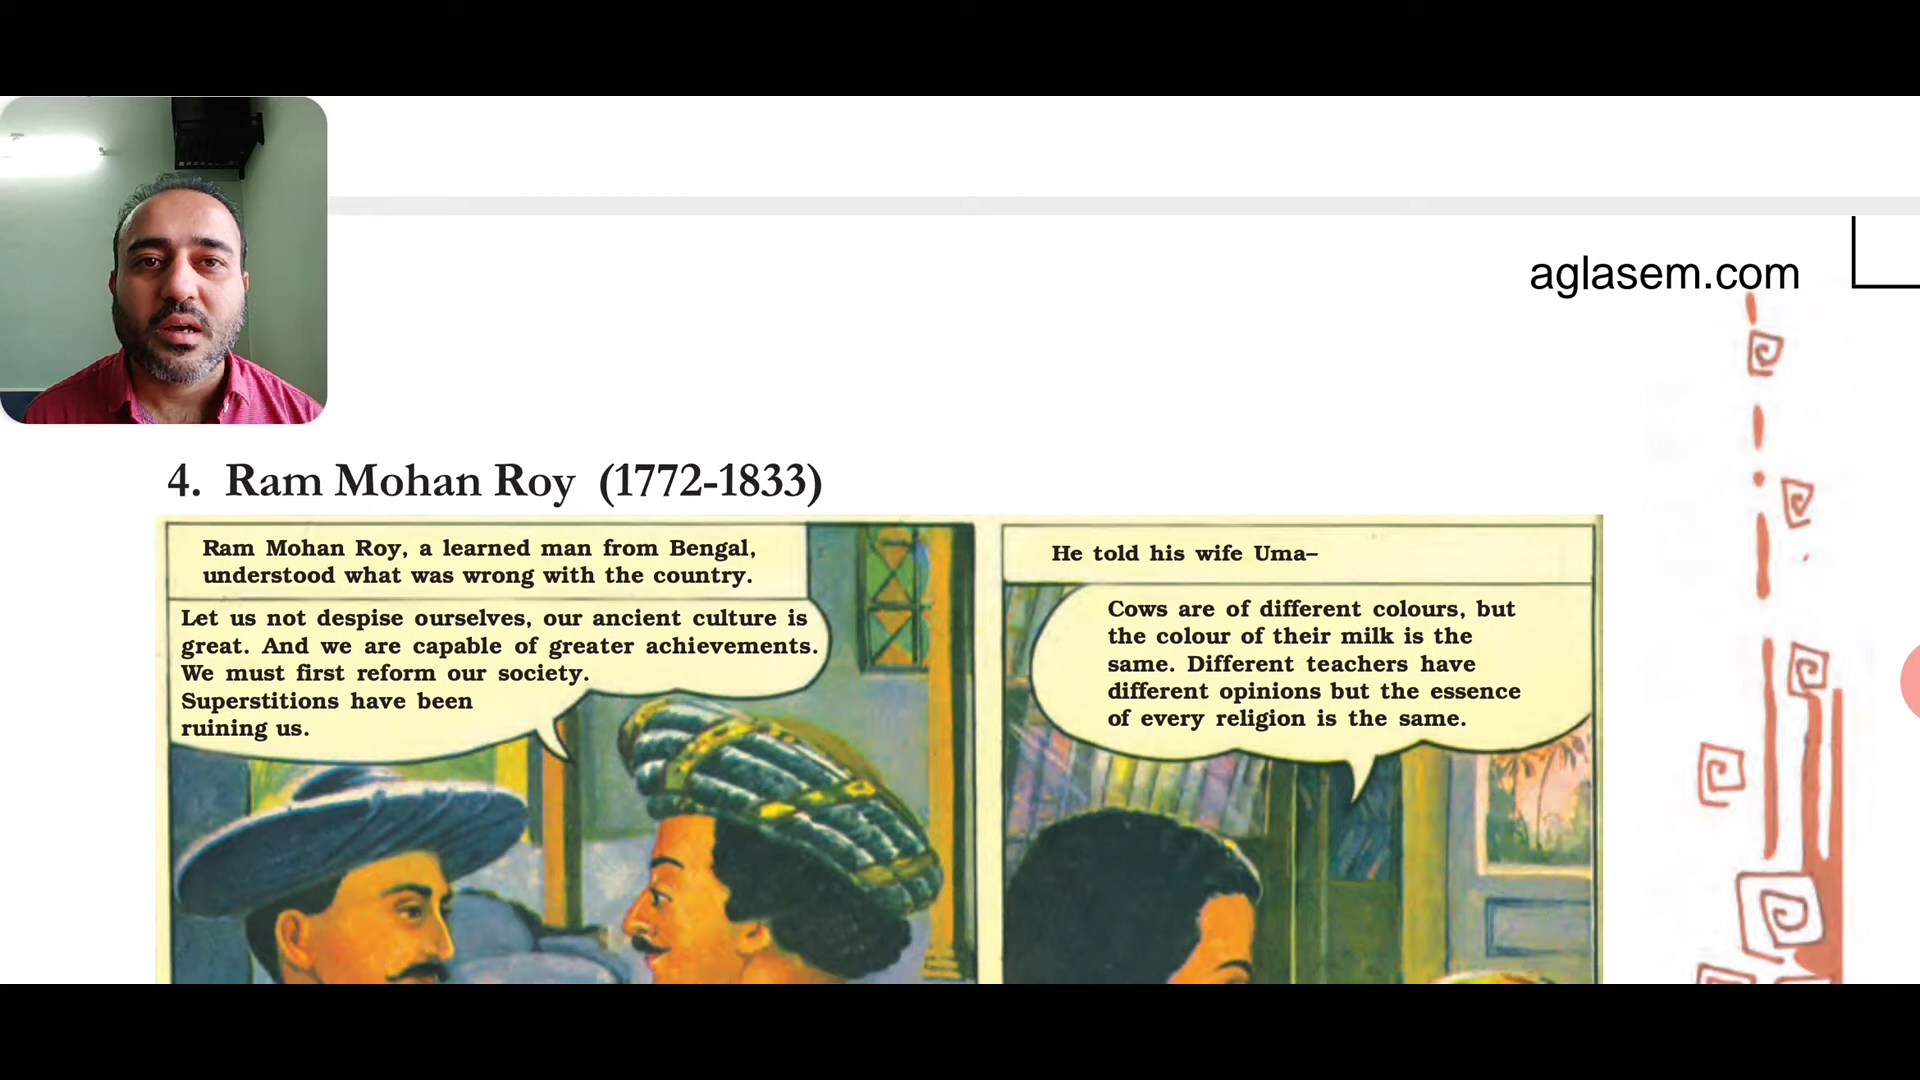 aglasem.com
4. Ram Mohan Roy (1772-1833)
Ram Mohan Roy, a learned man from Bengal,
understood what was wrong with the country.
Let us not despise ourselves, our ancient culture is
great. And we are capable of greater achievements.
We must first reform our society.
Superstitions have been
ruining us.
He told his wife Uma–
Cows are of different colours, but
the colour of their milk is the
same. Different teachers have
different opinions but the essence
of every religion is the same.